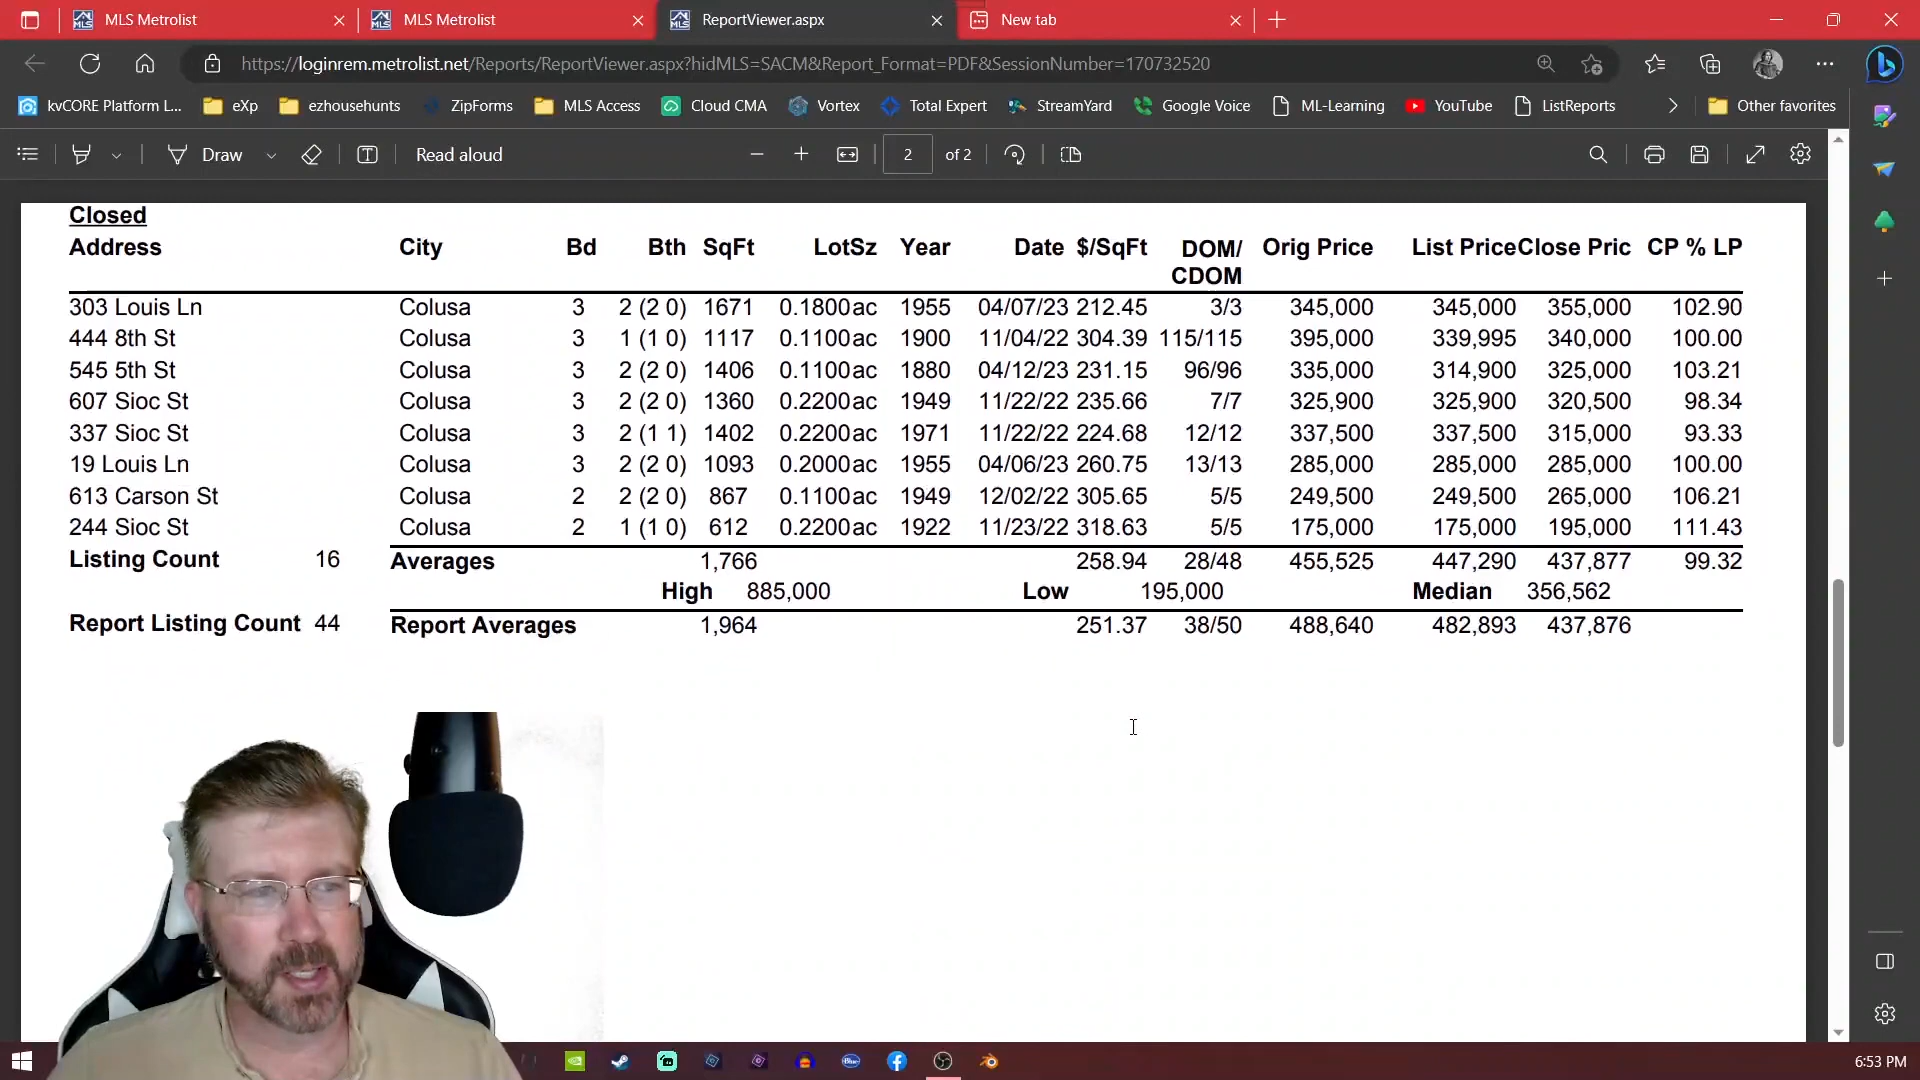 MLS Metrolist MLS Metrolist ReportViewer.aspx New tab
https://loginrem.metrolist.net/Reports/ReportViewer.aspx?hidMLS=SACM&Report_Format=PDF&SessionNumber=170732520
kvCORE Platform L... eXp ezhousehunts ZipForms MLS Access Cloud CMA Vortex Total Expert StreamYard Google Voice ML-Learning YouTube ListReports Other favorites
Draw Read aloud 2 of 2
Closed
Address City Bd Bth SqFt LotSz Year Date $/SqFt DOM/ Orig Price List PriceClose Pric CP % LP
CDOM
303 Louis Ln Colusa 3 2 (2 0) 1671 0.1800ac 1955 04/07/23 212.45 3/3 345,000 345,000 355,000 102.90
444 8th St Colusa 3 1 (1 0) 1117 0.1100ac 1900 11/04/22 304.39 115/115 395,000 339,995 340,000 100.00
545 5th St Colusa 3 2 (2 0) 1406 0.1100ac 1880 04/12/23 231.15 96/96 335,000 314,900 325,000 103.21
607 Sioc St Colusa 3 2 (2 0) 1360 0.2200ac 1949 11/22/22 235.66 7/7 325,900 325,900 320,500 98.34
337 Sioc St Colusa 3 2 (1 1) 1402 0.2200ac 1971 11/22/22 224.68 12/12 337,500 337,500 315,000 93.33
19 Louis Ln Colusa 3 2 (2 0) 1093 0.2000ac 1955 04/06/23 260.75 13/13 285,000 285,000 285,000 100.00
613 Carson St Colusa 2 2 (2 0) 867 0.1100ac 1949 12/02/22 305.65 5/5 249,500 249,500 265,000 106.21
244 Sioc St Colusa 2 1 (1 0) 612 0.2200ac 1922 11/23/22 318.63 5/5 175,000 175,000 195,000 111.43
Listing Count 16 Averages 1,766 258.94 28/48 455,525 447,290 437,877 99.32
High 885,000 Low 195,000 Median 356,562
Report Listing Count 44 Report Averages 1,964 251.37 38/50 488,640 482,893 437,876
6:53 PM